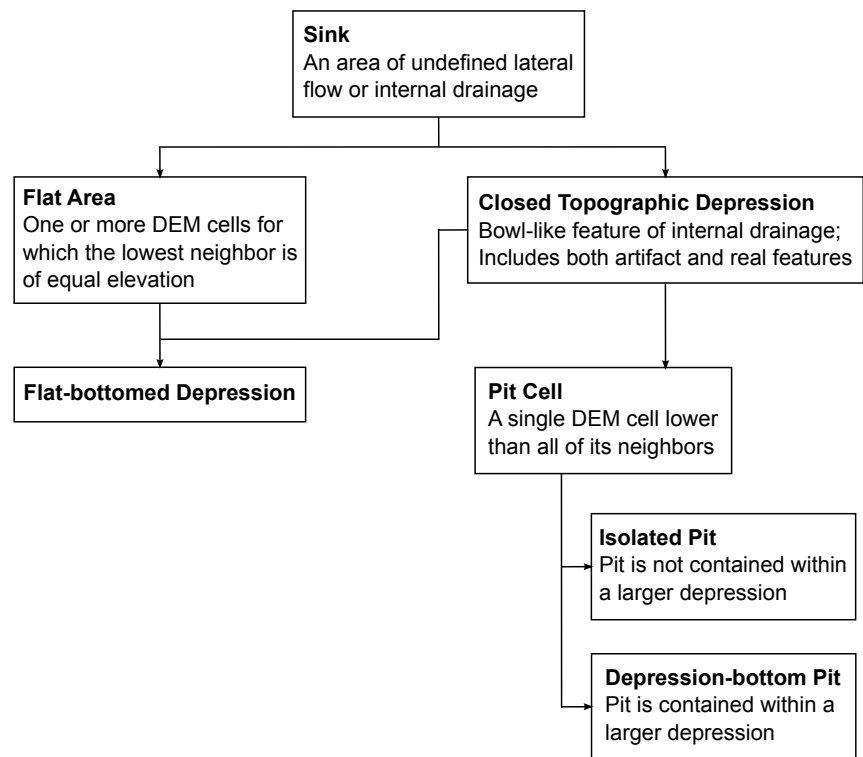 Sink
An area of undefined lateral
flow or internal drainage
Flat Area
One or more DEM cells for
which the lowest neighbor is
of equal elevation
Closed Topographic Depression
Bowl-like feature of internal drainage;
Includes both artifact and real features
Flat-bottomed Depression
Pit Cell
A single DEM cell lower
than all of its neighbors
Isolated Pit
Pit is not contained within
a larger depression
Depression-bottom Pit
Pit is contained within a
larger depression